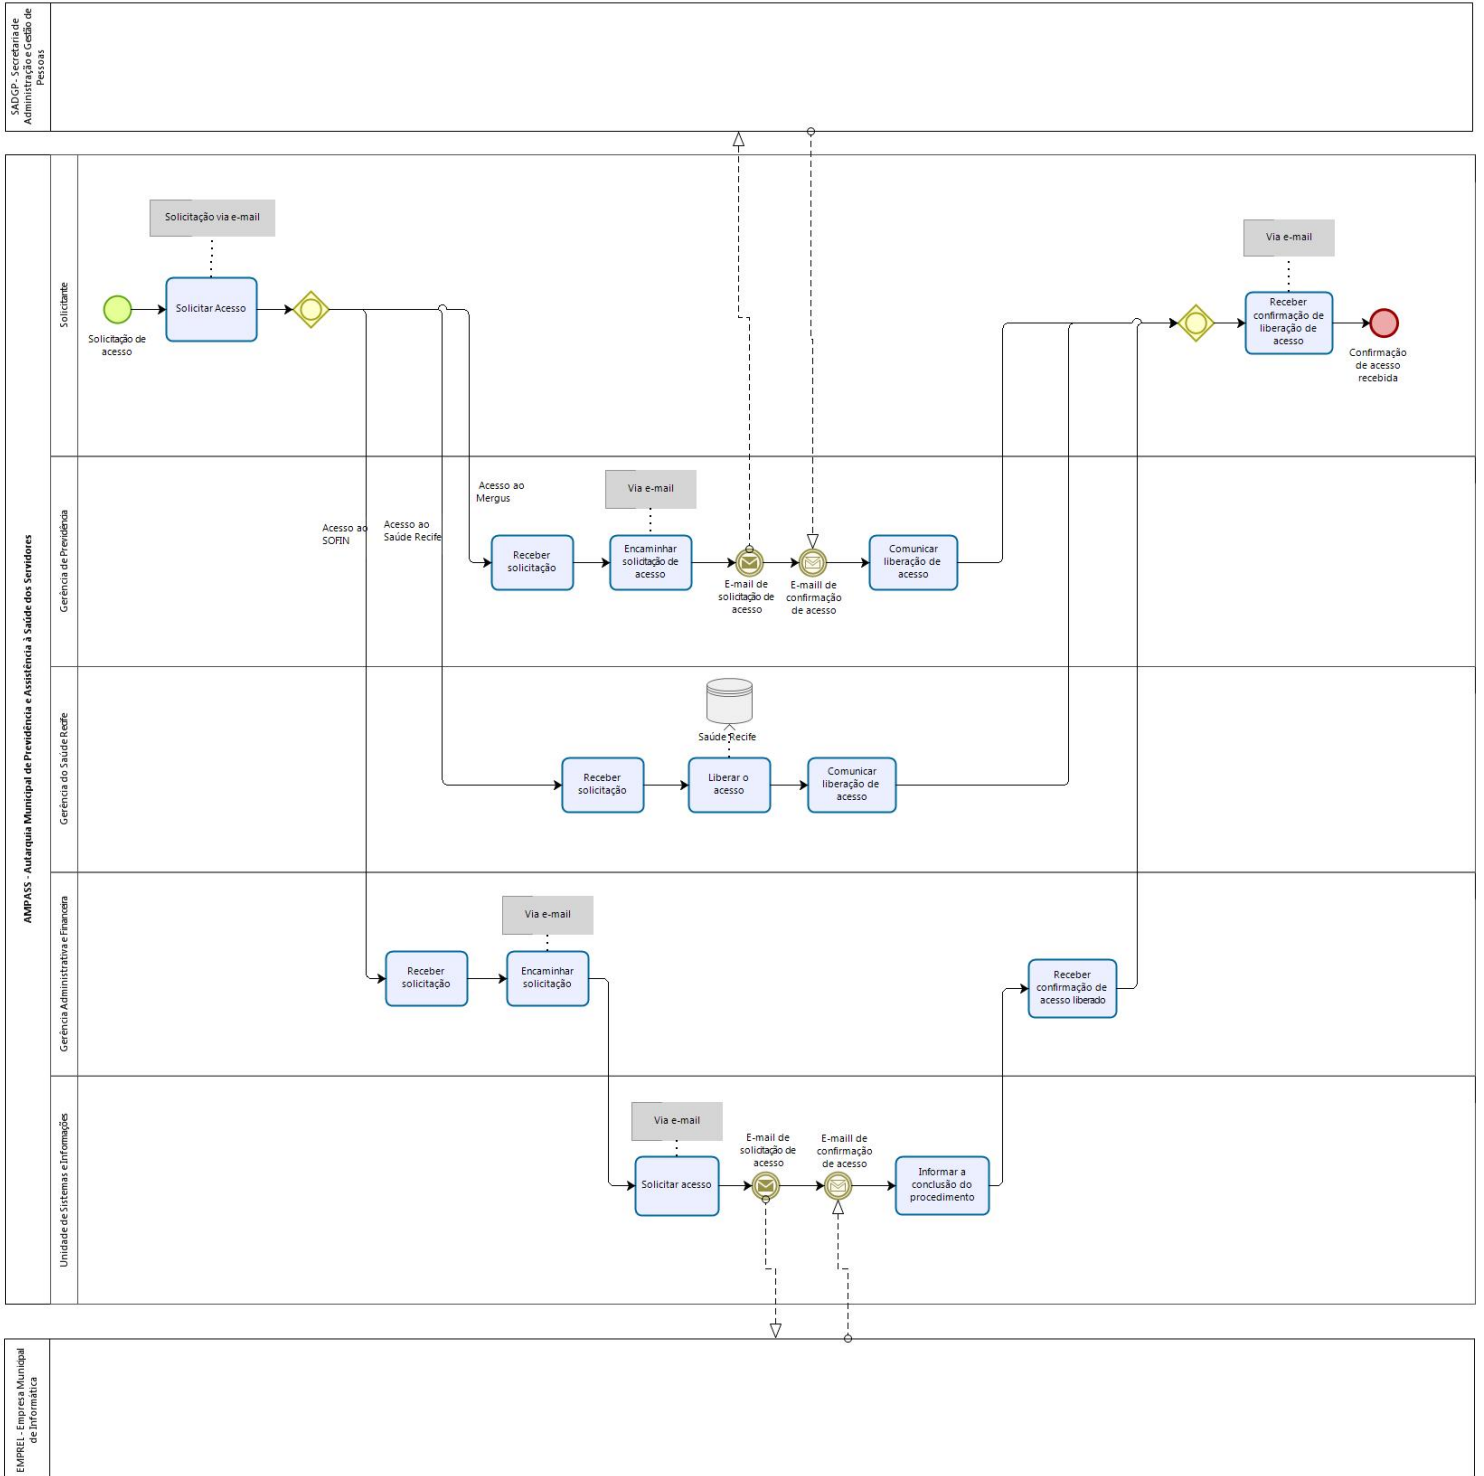 SADGP - Secretaria de
Administração e Gestão de
Pessoas
AMPASS - Autarquia Municipal de Previdência e Assistência à Saúde dos Servidores
Solicitante
Solicitação via e-mail
Solicitação de
acesso
Solicitar Acesso
Via e-mail
Receber
confirmação de
liberação de
acesso
Confirmação
de acesso
recebida
Gerência de Previdência
Acesso ao
SOFIN
Acesso ao
Saúde Recife
Acesso ao
Mergus
Receber
solicitação
Via e-mail
Encaminhar
solicitação de
acesso
E-mail de
solicitação de
acesso
E-maill de
confirmação
de acesso
Comunicar
liberação de
acesso
Gerência do Saúde Recife
Saúde Recife
Receber
solicitação
Liberar o
acesso
Comunicar
liberação de
acesso
Gerência Administrativa e Financeira
Receber
solicitação
Via e-mail
Encaminhar
solicitação
Receber
confirmação de
acesso liberado
Unidade de Sistemas e Informações
Via e-mail
Solicitar acesso
E-mail de
solicitação de
acesso
E-maill de
confirmação
de acesso
Informar a
conclusão do
procedimento
EMPREL - Empresa Municipal
de Informática